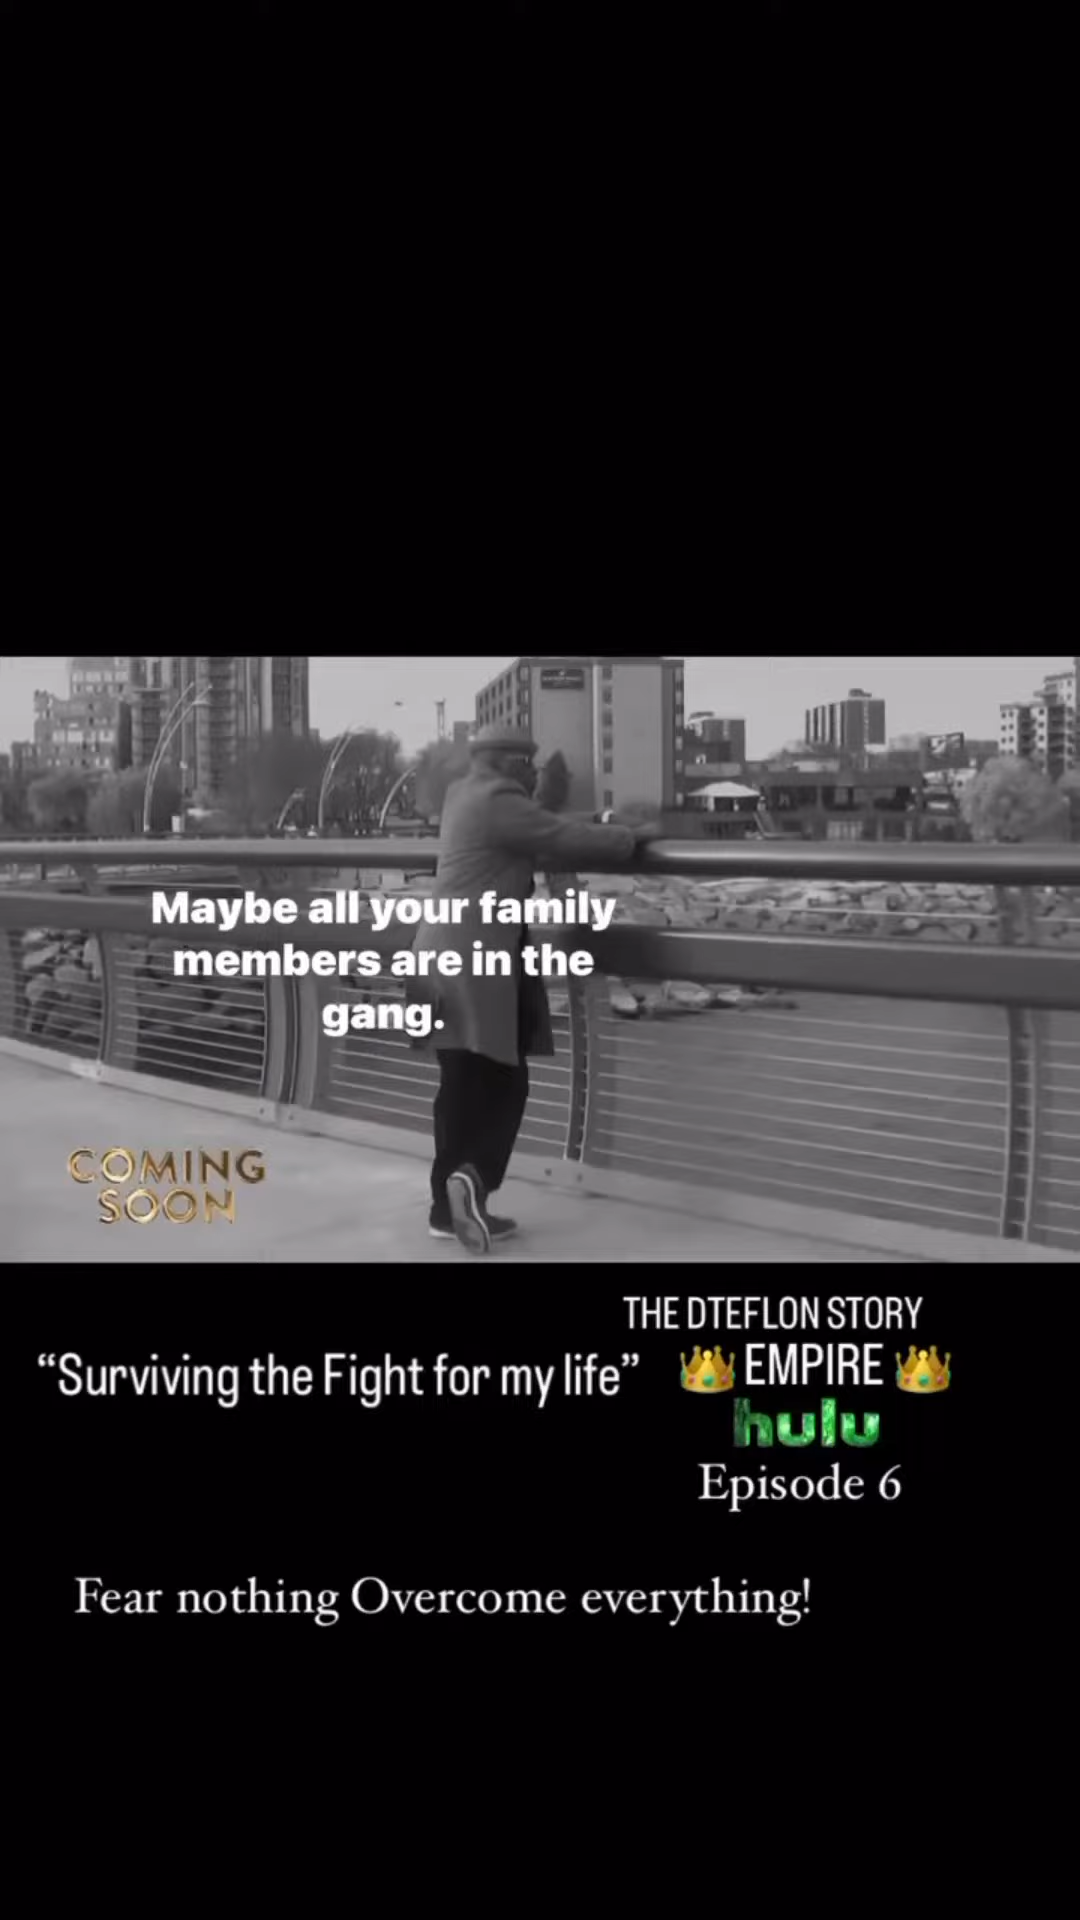 Maybe all your family
members are in the
gang.
COMING
SOON
THE DTEFLON STORY
“Surviving the Fight for my life”
👑 EMPIRE 👑
hulu
Episode 6
Fear nothing Overcome everything!